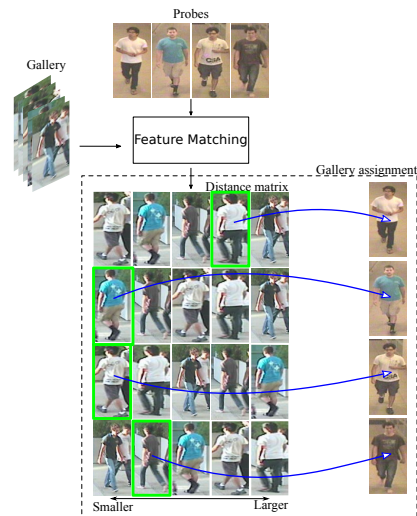 Probes
Gallery
Feature Matching
Gallery assignment
Distance matrix
Smaller
Larger